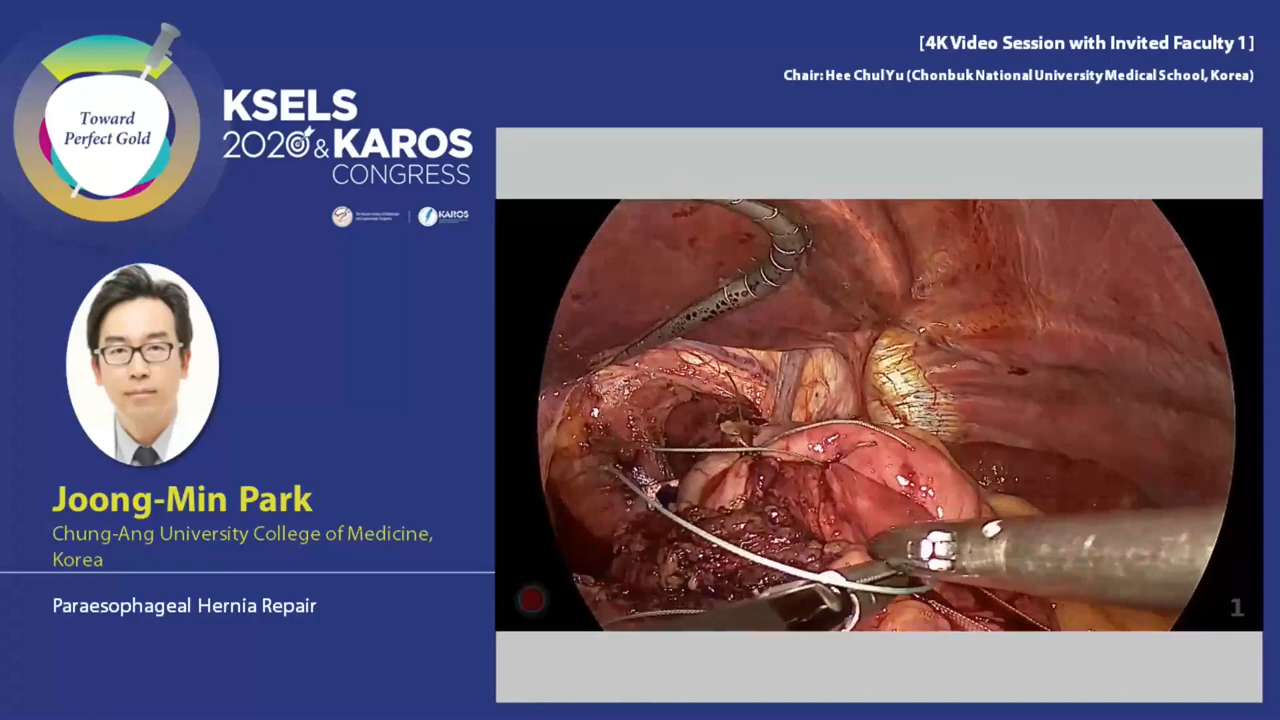 [4K Video Session with Invited Faculty 1]
Chair: Hee Chul Yu (Chonbuk National University Medical School, Korea)
Toward
Perfect Gold
KSELS
2020 & KAROS
CONGRESS
KAROS
Joong-Min Park
Chung-Ang University College of Medicine,
Korea
Paraesophageal Hernia Repair
1